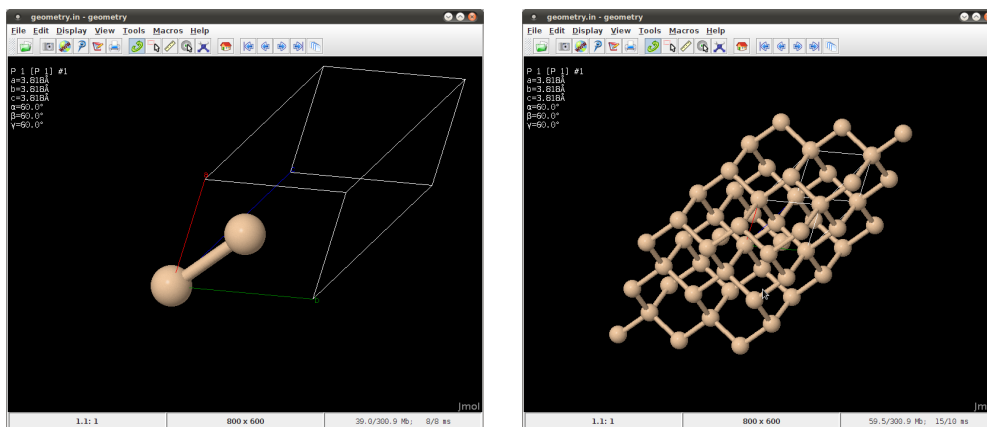 geometry.in - geometry
File Edit Display View Tools Macros Help
P 1 [P 1] #1
a=3.818Å
b=3.818Å
c=3.818Å
α=60.0°
β=60.0°
γ=60.0°
Jmol
1.1: 1 800 x 600 39.0/300.9 Mb; 8/8 ms
geometry.in - geometry
File Edit Display View Tools Macros Help
P 1 [P 1] #1
a=3.818Å
b=3.818Å
c=3.818Å
α=60.0°
β=60.0°
γ=60.0°
Jm
1.1: 1 800 x 600 59.5/300.9 Mb; 15/10 ms